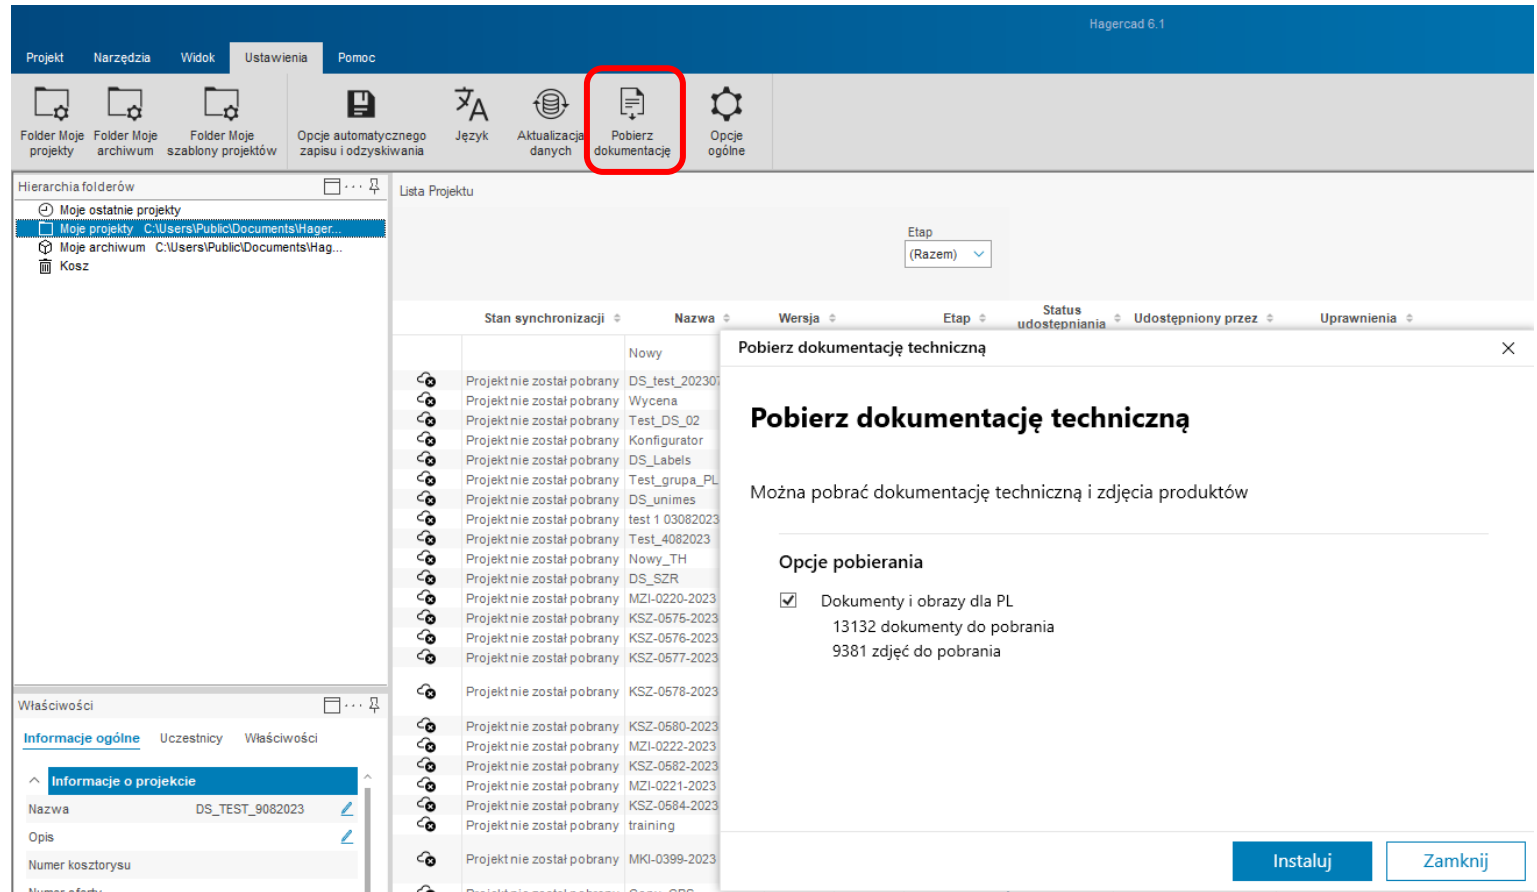 Hagercad 6.1
Projekt Narzędzia Widok Ustawienia Pomoc
Folder Moje projekty
Folder Moje archiwum
Folder Moje szablony projektów
Opcje automatycznego zapisu i odzyskiwania
Język
Aktualizacja danych
Pobierz dokumentację
Opcje ogólne
Hierarchia folderów
Moje ostatnie projekty
Moje projekty C:\Users\Public\Documents\Hager...
Moje archiwum C:\Users\Public\Documents\Hag...
Kosz
Lista Projektu
Etap
(Razem)
Stan synchronizacji Nazwa Wersja Etap Status udostępniania Udostępniony przez Uprawnienia
Nowy
Projekt nie został pobrany DS_test_202307
Projekt nie został pobrany Wycena
Projekt nie został pobrany Test_DS_02
Projekt nie został pobrany Konfigurator
Projekt nie został pobrany DS_Labels
Projekt nie został pobrany Test_grupa_PL
Projekt nie został pobrany DS_unimes
Projekt nie został pobrany test 1 03082023
Projekt nie został pobrany Test_4082023
Projekt nie został pobrany Nowy_TH
Projekt nie został pobrany DS_SZR
Projekt nie został pobrany MZI-0220-2023
Projekt nie został pobrany KSZ-0575-2023
Projekt nie został pobrany KSZ-0576-2023
Projekt nie został pobrany KSZ-0577-2023
Projekt nie został pobrany KSZ-0578-2023
Projekt nie został pobrany KSZ-0580-2023
Projekt nie został pobrany MZI-0222-2023
Projekt nie został pobrany KSZ-0582-2023
Projekt nie został pobrany MZI-0221-2023
Projekt nie został pobrany KSZ-0584-2023
Projekt nie został pobrany training
Projekt nie został pobrany MKI-0399-2023
Pobierz dokumentację techniczną
Pobierz dokumentację techniczną
Można pobrać dokumentację techniczną i zdjęcia produktów
Opcje pobierania
Dokumenty i obrazy dla PL
13132 dokumenty do pobrania
9381 zdjęć do pobrania
Instaluj Zamknij
Właściwości
Informacje ogólne Uczestnicy Właściwości
Informacje o projekcie
Nazwa DS_TEST_9082023
Opis
Numer kosztorysu